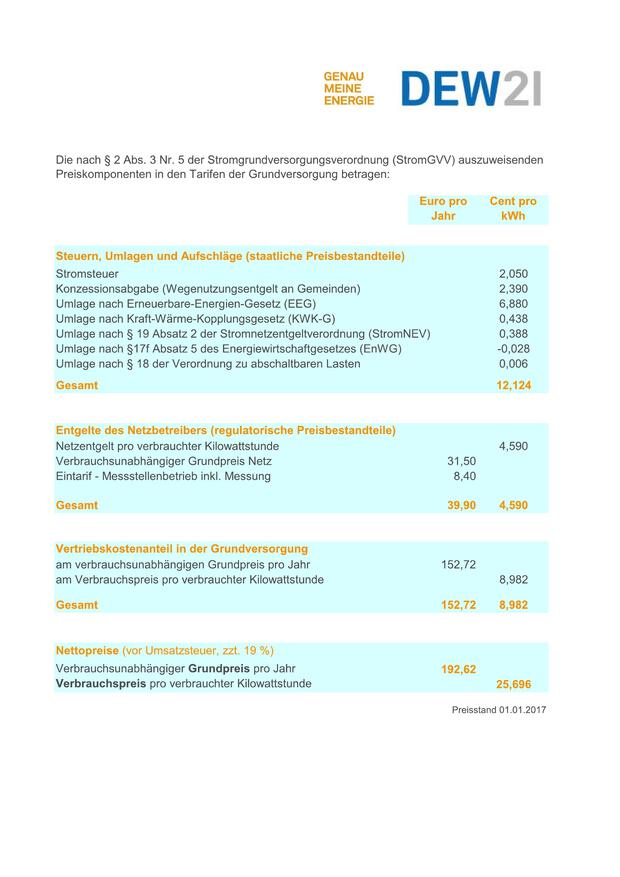 GENAU
MEINE
ENERGIE
DEW21
Die nach § 2 Abs. 3 Nr. 5 der Stromgrundversorgungsverordnung (StromGVV) auszuweisenden
Preiskomponenten in den Tarifen der Grundversorgung betragen:
Euro pro Jahr Cent pro kWh
Steuern, Umlagen und Aufschläge (staatliche Preisbestandteile)
Stromsteuer 2,050
Konzessionsabgabe (Wegenutzungsentgelt an Gemeinden) 2,390
Umlage nach Erneuerbare-Energien-Gesetz (EEG) 6,880
Umlage nach Kraft-Wärme-Kopplungsgesetz (KWK-G) 0,438
Umlage nach § 19 Absatz 2 der Stromnetzentgeltverordnung (StromNEV) 0,388
Umlage nach §17f Absatz 5 des Energiewirtschaftgesetzes (EnWG) -0,028
Umlage nach § 18 der Verordnung zu abschaltbaren Lasten 0,006
Gesamt 12,124
Entgelte des Netzbetreibers (regulatorische Preisbestandteile)
Netzentgelt pro verbrauchter Kilowattstunde 4,590
Verbrauchsunabhängiger Grundpreis Netz 31,50
Eintarif - Messstellenbetrieb inkl. Messung 8,40
Gesamt 39,90 4,590
Vertriebskostenanteil in der Grundversorgung
am verbrauchsunabhängigen Grundpreis pro Jahr 152,72
am Verbrauchspreis pro verbrauchter Kilowattstunde 8,982
Gesamt 152,72 8,982
Nettopreise (vor Umsatzsteuer, zzt. 19 %)
Verbrauchsunabhängiger Grundpreis pro Jahr 192,62
Verbrauchspreis pro verbrauchter Kilowattstunde 25,696
Preisstand 01.01.2017